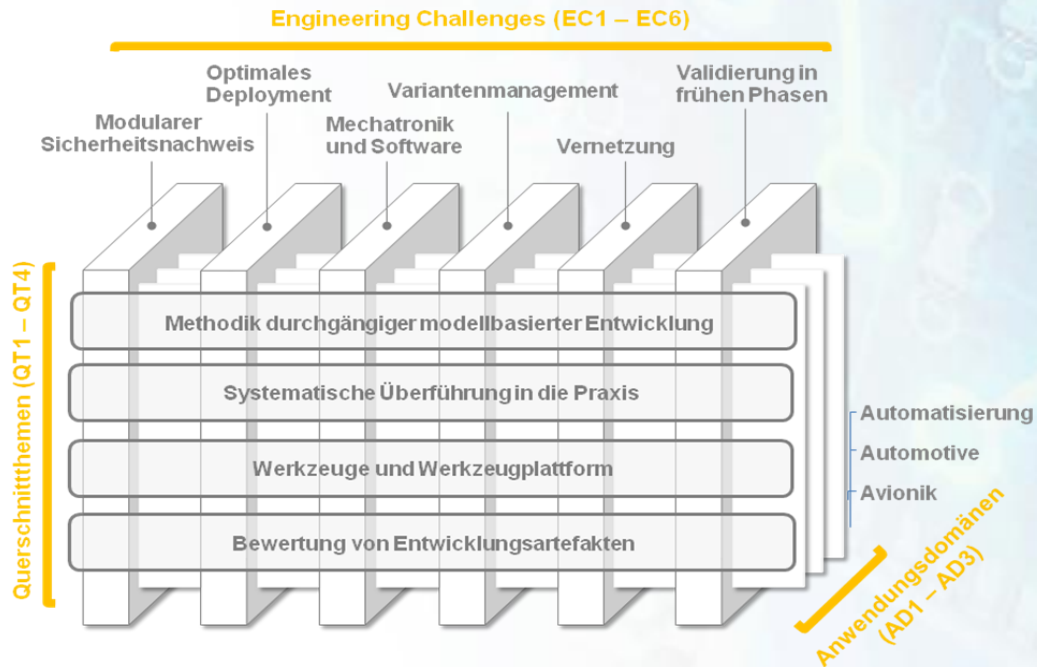 Engineering Challenges (EC1 – EC6)
Optimales
Deployment
Validierung in
frühen Phasen
Variantenmanagement
Modularer
Sicherheitsnachweis
Mechatronik
und Software
Vernetzung
Querschnittthemen (QT1 – QT4)
Methodik durchgängiger modellbasierter Entwicklung
Systematische Überführung in die Praxis
Werkzeuge und Werkzeugplattform
Bewertung von Entwicklungsartefakten
Automatisierung
Automotive
Avionik
Anwendungsdomänen
(AD1 – AD3)